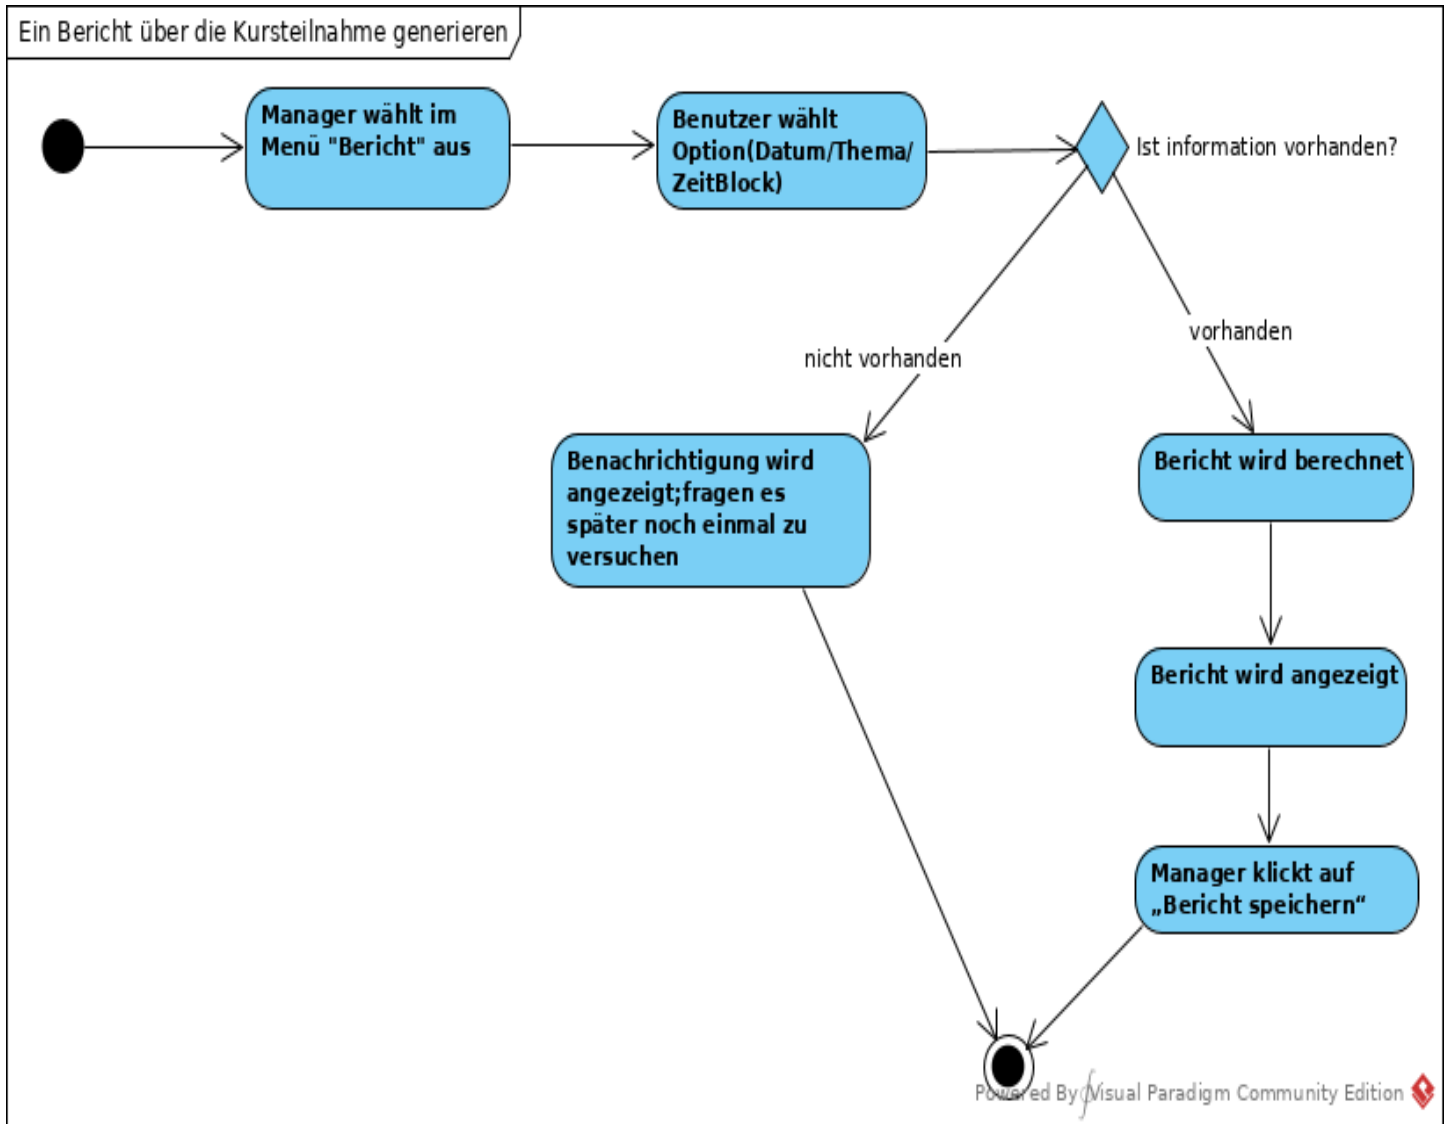 Ein Bericht über die Kursteilnahme generieren
Manager wählt im
Menü "Bericht" aus
Benutzer wählt
Option(Datum/Thema/
ZeitBlock)
Ist information vorhanden?
nicht vorhanden
vorhanden
Benachrichtigung wird
angezeigt;fragen es
später noch einmal zu
versuchen
Bericht wird berechnet
Bericht wird angezeigt
Manager klickt auf
„Bericht speichern“
Powered By Visual Paradigm Community Edition